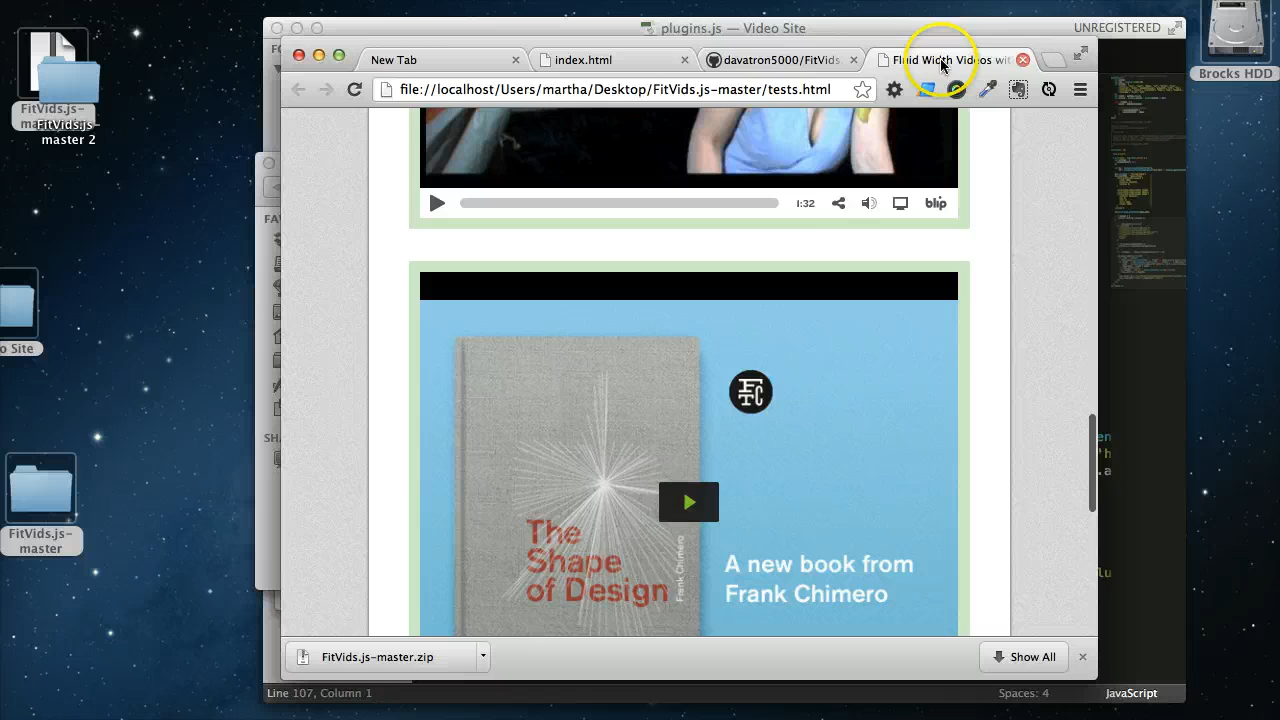 plugins.js — Video Site
UNREGISTERED
New Tab
index.html
davatron5000/FitVids
Fluid Width Videos wit
file://localhost/Users/martha/Desktop/FitVids.js-master/tests.html
1:32
blip
The
Shape
of Design
Frank Chimero
A new book from
Frank Chimero
FitVids.js-master.zip
Show All
Line 107, Column 1
Spaces: 4
JavaScript
FitVids.js-
master 2
Brocks HDD
o Site
FitVids.js-
master
FAV
SHA